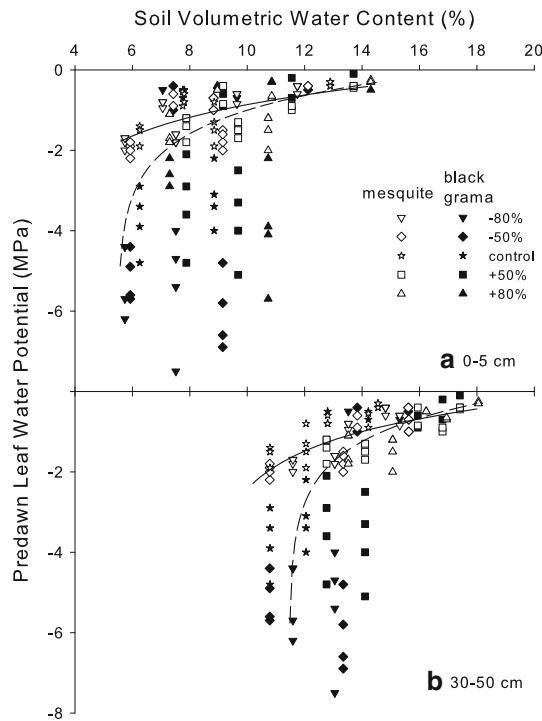 Soil Volumetric Water Content (%)
4 6 8 10 12 14 16 18 20
0
-2
-4
-6
Predawn Leaf Water Potential (MPa)
mesquite
black grama
-80%
-50%
control
+50%
+80%
a 0-5 cm
-2
-4
-6
-8
b 30-50 cm